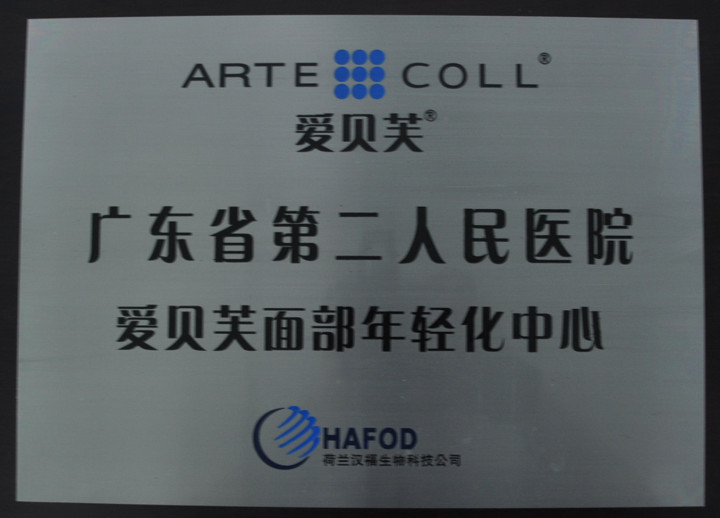 ARTE COLL®
爱贝芙®
广东省第二人民医院
爱贝芙面部年轻化中心
HAFOD
荷兰汉福生物科技公司